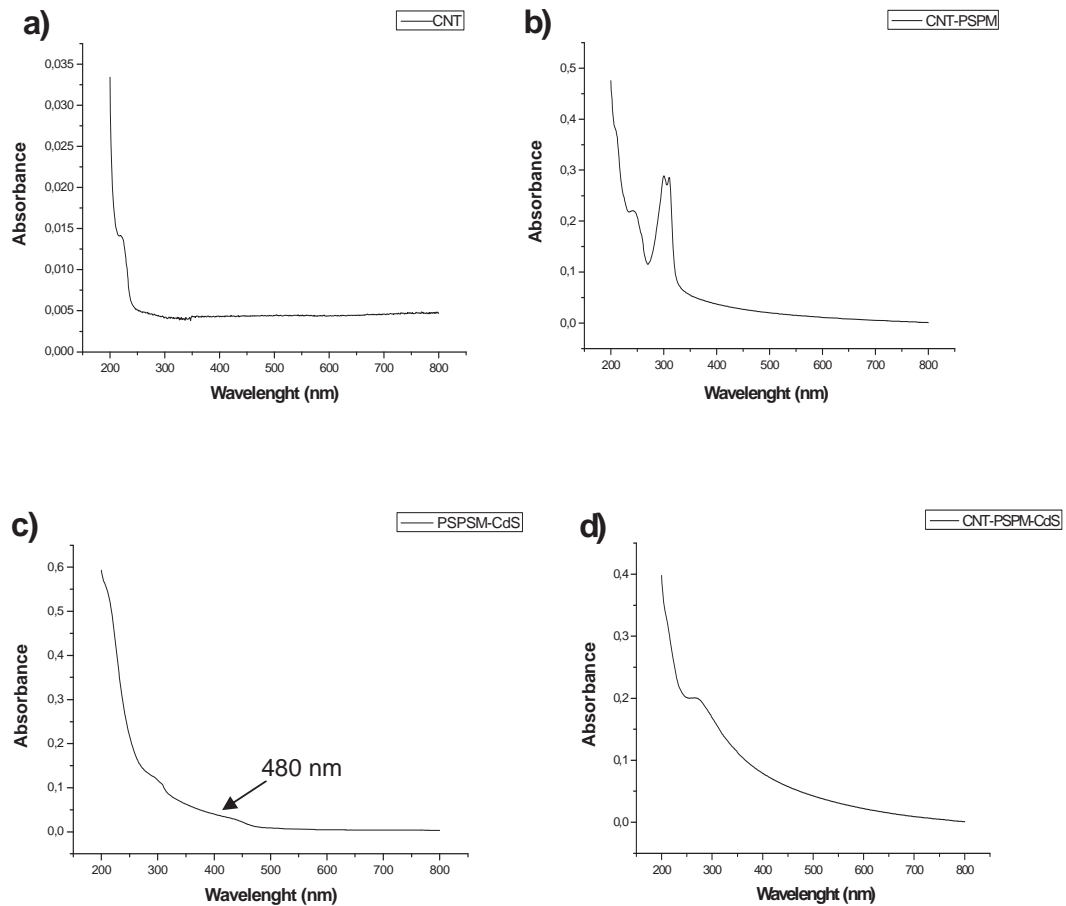 a)
CNT
0,035
0,030
0,025
0,020
0,015
0,010
0,005
0,000
Absorbance
200 300 400 500 600 700 800
Wavelenght (nm)
b)
CNT-PSPM
0,5
0,4
0,3
0,2
0,1
0,0
Absorbance
200 300 400 500 600 700 800
Wavelenght (nm)
c)
PSPSM-CdS
0,6
0,5
0,4
0,3
0,2
0,1
0,0
Absorbance
480 nm
200 300 400 500 600 700 800
Wavelenght (nm)
d)
CNT-PSPM-CdS
0,4
0,3
0,2
0,1
0,0
Absorbance
200 300 400 500 600 700 800
Wavelenght (nm)